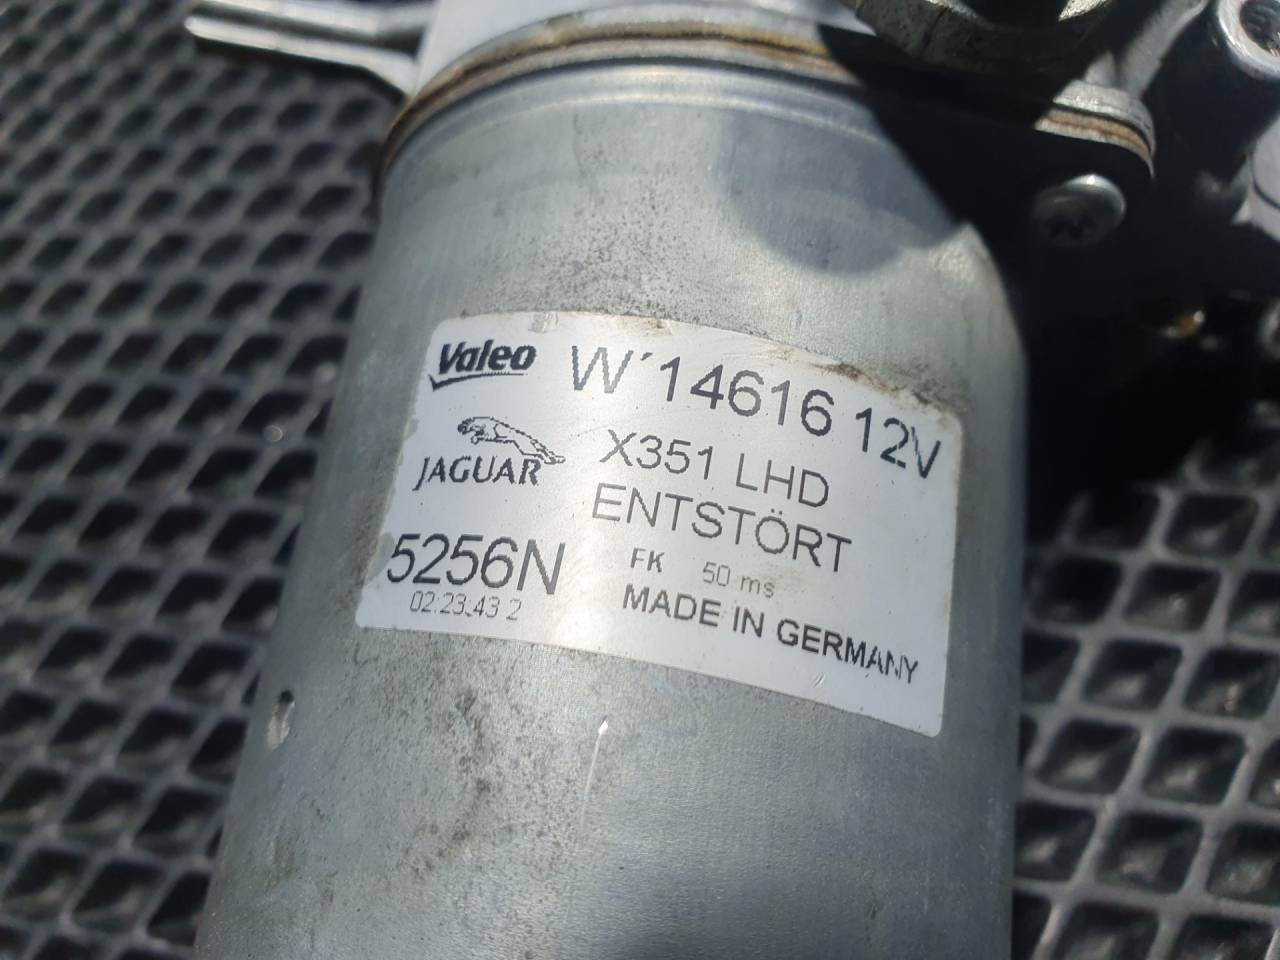 Valeo W´14616 12V
JAGUAR X351 LHD
ENTSTÖRT
5256N FK 50 ms
02:23:43 2 MADE IN GERMANY